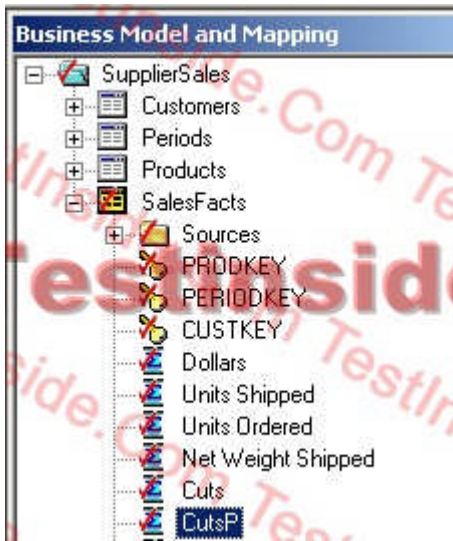 Business Model and Mapping
SupplierSales
Customers
Periods
Products
SalesFacts
Sources
PRODKEY
PERIODKEY
CUSTKEY
Dollars
Units Shipped
Units Ordered
Net Weight Shipped
Cuts
CutsP
Testinside